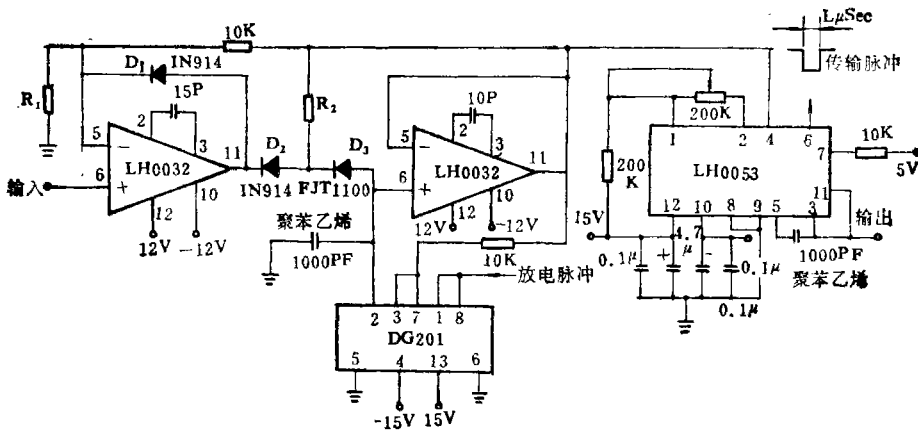 LμSec
传输脉冲
10K
D₁ IN914
R₁
15P
2
3
5
−
LH0032
6
+
11
输入
10
12
12V
-12V
D₂
IN914
R₂
D₃
FJT
1100
聚苯乙烯
1000PF
10P
2
3
5
−
LH0032
6
+
11
10
12
12V
-12V
10K
放电脉冲
2
3
7
1
8
DG201
5
4
13
6
-15V
15V
200K
200
K
1
2
4
6
7
LH0053
11
12
10
8
9
5
3
10K
5V
15V
输出
0.1μ
+
4.7
μ
-
0.1μ
0.1μ
1000PF
聚苯乙烯